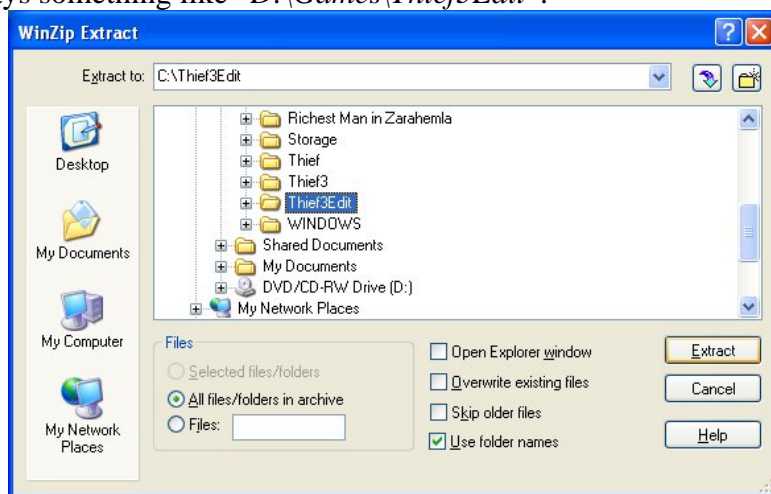 ys something like "D:\Games\Thief3Edit".
WinZip Extract
Extract to: C:\Thief3Edit
Desktop
My Documents
My Computer
My Network
Places
Richest Man in Zarahemla
Storage
Thief
Thief3
Thief3Edit
WINDOWS
Shared Documents
My Documents
DVD/CD-RW Drive (D:)
My Network Places
Files
Selected files/folders
All files/folders in archive
Files:
Open Explorer window
Overwrite existing files
Skip older files
Use folder names
Extract
Cancel
Help